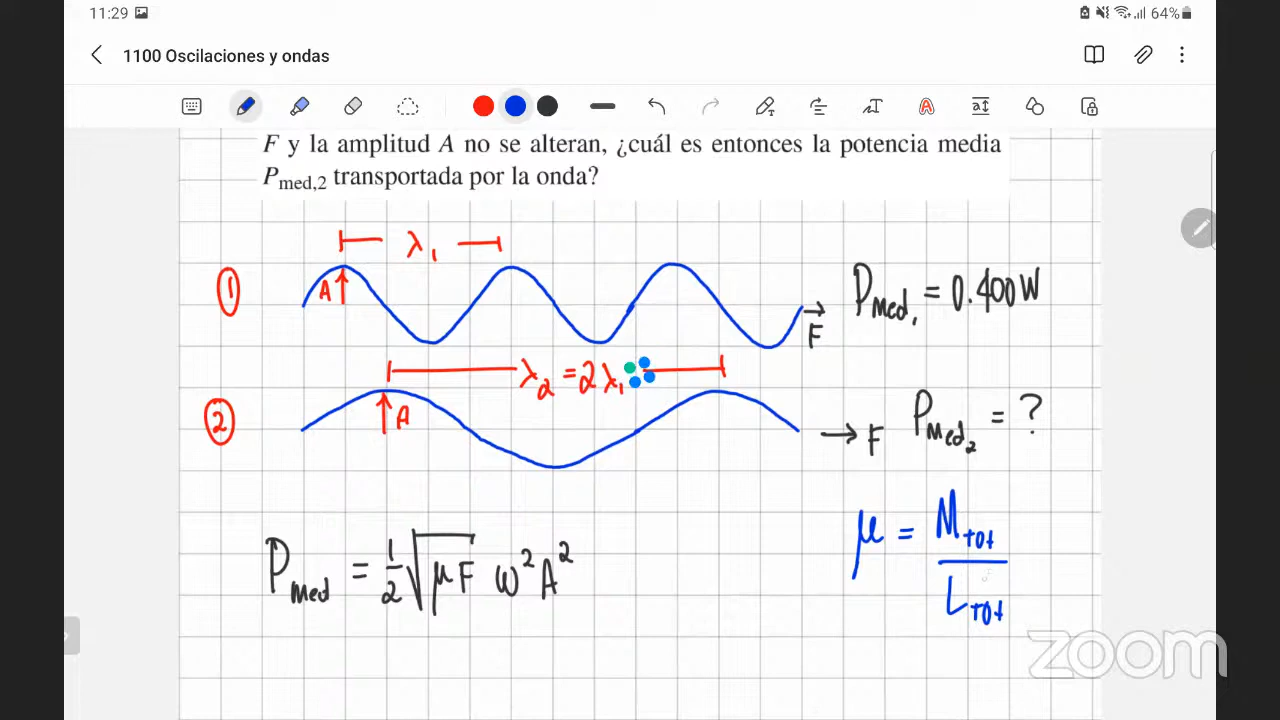 11:29
64%
1100 Oscilaciones y ondas
F y la amplitud A no se alteran, ¿cuál es entonces la potencia media
Pmed,2 transportada por la onda?
① A λ₁ F Pmed₁ = 0.400W
λ₂ = 2λ₁
② A F Pmed₂ = ?
μ = Mtot / Ltot
Pmed = 1/2 √μF ω² A²
zoom